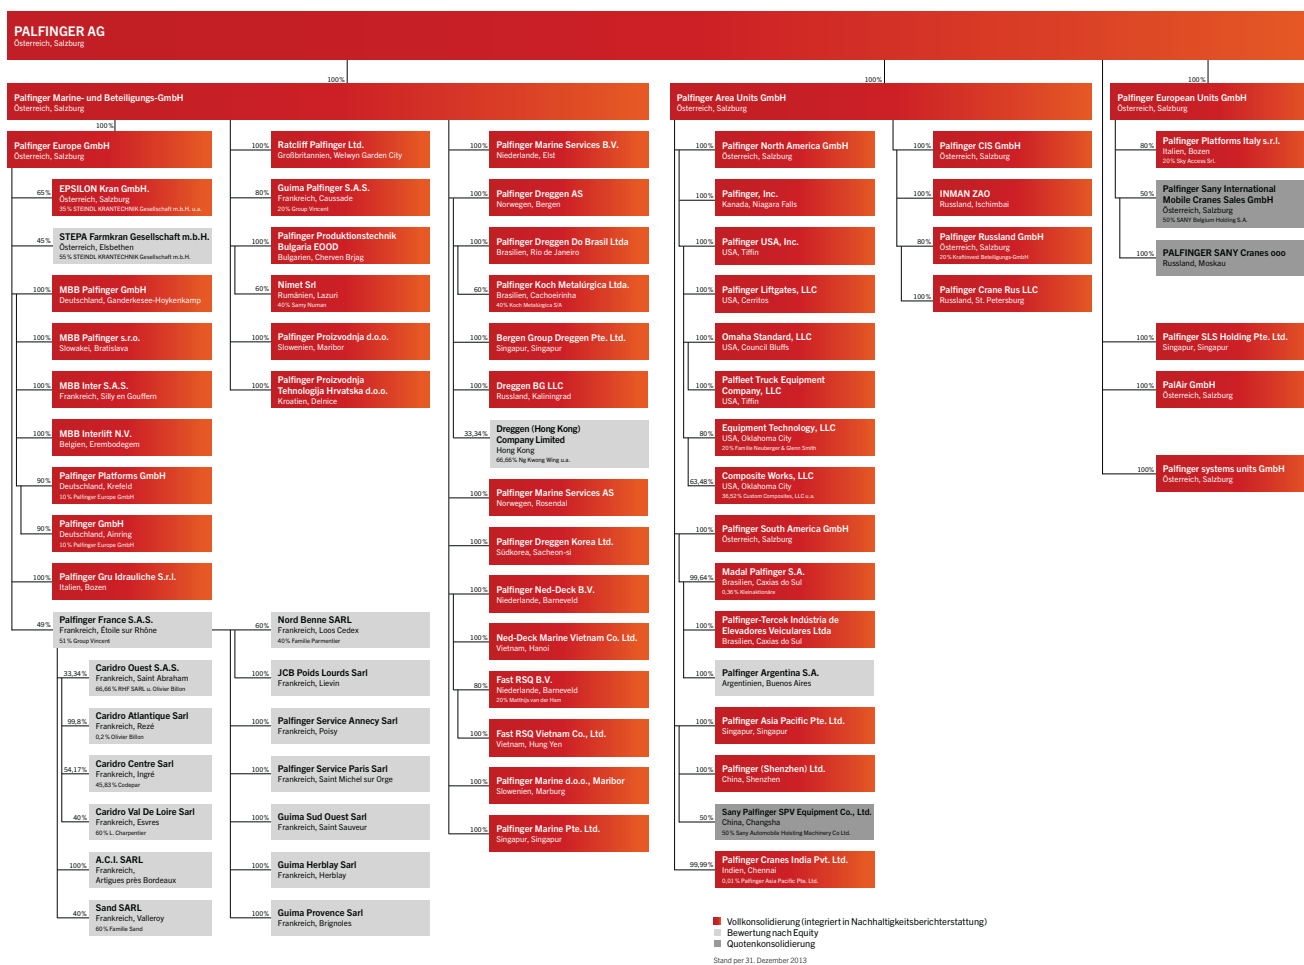 PALFINGER AG
Österreich, Salzburg
100%
100%
100%
Palfinger Marine- und Beteiligungs-GmbH
Österreich, Salzburg
Palfinger Area Units GmbH
Österreich, Salzburg
Palfinger European Units GmbH
Österreich, Salzburg
100%
Palfinger Europe GmbH
Österreich, Salzburg
65%
EPSILON Kran GmbH.
Österreich, Salzburg
35% STEINDL KRANTECHNIK Gesellschaft m.b.H. u.a.
45%
STEPA Farmkran Gesellschaft m.b.H.
Österreich, Elsbethen
55% STEINDL KRANTECHNIK Gesellschaft m.b.H.
100%
MBB Palfinger GmbH
Deutschland, Ganderkesee-Hoykenkamp
100%
MBB Palfinger s.r.o.
Slowakei, Bratislava
100%
MBB Inter S.A.S.
Frankreich, Silly en Gouffern
100%
MBB Interlift N.V.
Belgien, Erembodegem
90%
Palfinger Platforms GmbH
Deutschland, Krefeld
10% Palfinger Europe GmbH
90%
Palfinger GmbH
Deutschland, Ainring
10% Palfinger Europe GmbH
100%
Palfinger Gru Idrauliche S.r.l.
Italien, Bozen
49%
Palfinger France S.A.S.
Frankreich, Étoile sur Rhône
51% Group Vincent
33,34%
Caridro Ouest S.A.S.
Frankreich, Saint Abraham
66,66% RHF SARL u. Olivier Billon
99,8%
Caridro Atlantique Sarl
Frankreich, Rezé
0,2% Olivier Billon
54,17%
Caridro Centre Sarl
Frankreich, Ingré
45,83% Codepar
40%
Caridro Val De Loire Sarl
Frankreich, Esvres
60% L. Charpentier
100%
A.C.I. SARL
Frankreich,
Artigues près Bordeaux
40%
Sand SARL
Frankreich, Valleroy
60% Familie Sand
100%
Ratcliff Palfinger Ltd.
Großbritannien, Welwyn Garden City
80%
Guima Palfinger S.A.S.
Frankreich, Caussade
20% Group Vincent
100%
Palfinger Produktionstechnik
Bulgaria EOOD
Bulgarien, Cherven Brjag
60%
Nimet Srl
Rumänien, Lazuri
40% Samy Numan
100%
Palfinger Proizvodnja d.o.o.
Slowenien, Maribor
100%
Palfinger Proizvodnja
Tehnologija Hrvatska d.o.o.
Kroatien, Delnice
60%
Nord Benne SARL
Frankreich, Loos Cedex
40% Familie Parmentier
100%
JCB Poids Lourds Sarl
Frankreich, Lievin
100%
Palfinger Service Annecy Sarl
Frankreich, Poisy
100%
Palfinger Service Paris Sarl
Frankreich, Saint Michel sur Orge
100%
Guima Sud Ouest Sarl
Frankreich, Saint Sauveur
100%
Guima Herblay Sarl
Frankreich, Herblay
100%
Guima Provence Sarl
Frankreich, Brignoles
100%
Palfinger Marine Services B.V.
Niederlande, Elst
100%
Palfinger Dreggen AS
Norwegen, Bergen
100%
Palfinger Dreggen Do Brasil Ltda
Brasilien, Rio de Janeiro
60%
Palfinger Koch Metalúrgica Ltda.
Brasilien, Cachoeirinha
40% Koch Metalúrgica S/A
100%
Bergen Group Dreggen Pte. Ltd.
Singapur, Singapur
100%
Dreggen BG LLC
Russland, Kaliningrad
33,34%
Dreggen (Hong Kong)
Company Limited
Hong Kong
66,66% Ng Kwong Wing u.a.
100%
Palfinger Marine Services AS
Norwegen, Rosendal
100%
Palfinger Dreggen Korea Ltd.
Südkorea, Sacheon-si
100%
Palfinger Ned-Deck B.V.
Niederlande, Barneveld
100%
Ned-Deck Marine Vietnam Co. Ltd.
Vietnam, Hanoi
80%
Fast RSQ B.V.
Niederlande, Barneveld
20% Matthijs van der Ham
100%
Fast RSQ Vietnam Co., Ltd.
Vietnam, Hung Yen
100%
Palfinger Marine d.o.o., Maribor
Slowenien, Marburg
100%
Palfinger Marine Pte. Ltd.
Singapur, Singapur
100%
Palfinger North America GmbH
Österreich, Salzburg
100%
Palfinger, Inc.
Kanada, Niagara Falls
100%
Palfinger USA, Inc.
USA, Tiffin
100%
Palfinger Liftgates, LLC
USA, Cerritos
100%
Omaha Standard, LLC
USA, Council Bluffs
100%
Palfleet Truck Equipment
Company, LLC
USA, Tiffin
80%
Equipment Technology, LLC
USA, Oklahoma City
20% Familie Neuberger & Glenn Smith
63,48%
Composite Works, LLC
USA, Oklahoma City
36,52% Custom Composites, LLC u.a.
100%
Palfinger South America GmbH
Österreich, Salzburg
99,64%
Madal Palfinger S.A.
Brasilien, Caxias do Sul
0,36% Kleinaktionäre
100%
Palfinger-Tercek Indústria de
Elevadores Veiculares Ltda
Brasilien, Caxias do Sul
100%
Palfinger Argentina S.A.
Argentinien, Buenos Aires
100%
Palfinger Asia Pacific Pte. Ltd.
Singapur, Singapur
100%
Palfinger (Shenzhen) Ltd.
China, Shenzhen
50%
Sany Palfinger SPV Equipment Co., Ltd.
China, Changsha
50% Sany Automobile Hoisting Machinery Co Ltd.
99,99%
Palfinger Cranes India Pvt. Ltd.
Indien, Chennai
0,01% Palfinger Asia Pacific Pte. Ltd.
100%
Palfinger CIS GmbH
Österreich, Salzburg
100%
INMAN ZAO
Russland, Ischimbai
80%
Palfinger Russland GmbH
Österreich, Salzburg
20% Kraftinvest Beteiligungs-GmbH
100%
Palfinger Crane Rus LLC
Russland, St. Petersburg
80%
Palfinger Platforms Italy s.r.l.
Italien, Bozen
20% Sky Access Srl.
50%
Palfinger Sany International
Mobile Cranes Sales GmbH
Österreich, Salzburg
50% SANY Belgium Holding S.A.
100%
PALFINGER SANY Cranes ooo
Russland, Moskau
100%
Palfinger SLS Holding Pte. Ltd.
Singapur, Singapur
100%
PalAir GmbH
Österreich, Salzburg
100%
Palfinger systems units GmbH
Österreich, Salzburg
Vollkonsolidierung (integriert in Nachhaltigkeitsberichterstattung)
Bewertung nach Equity
Quotenkonsolidierung
Stand per 31. Dezember 2013